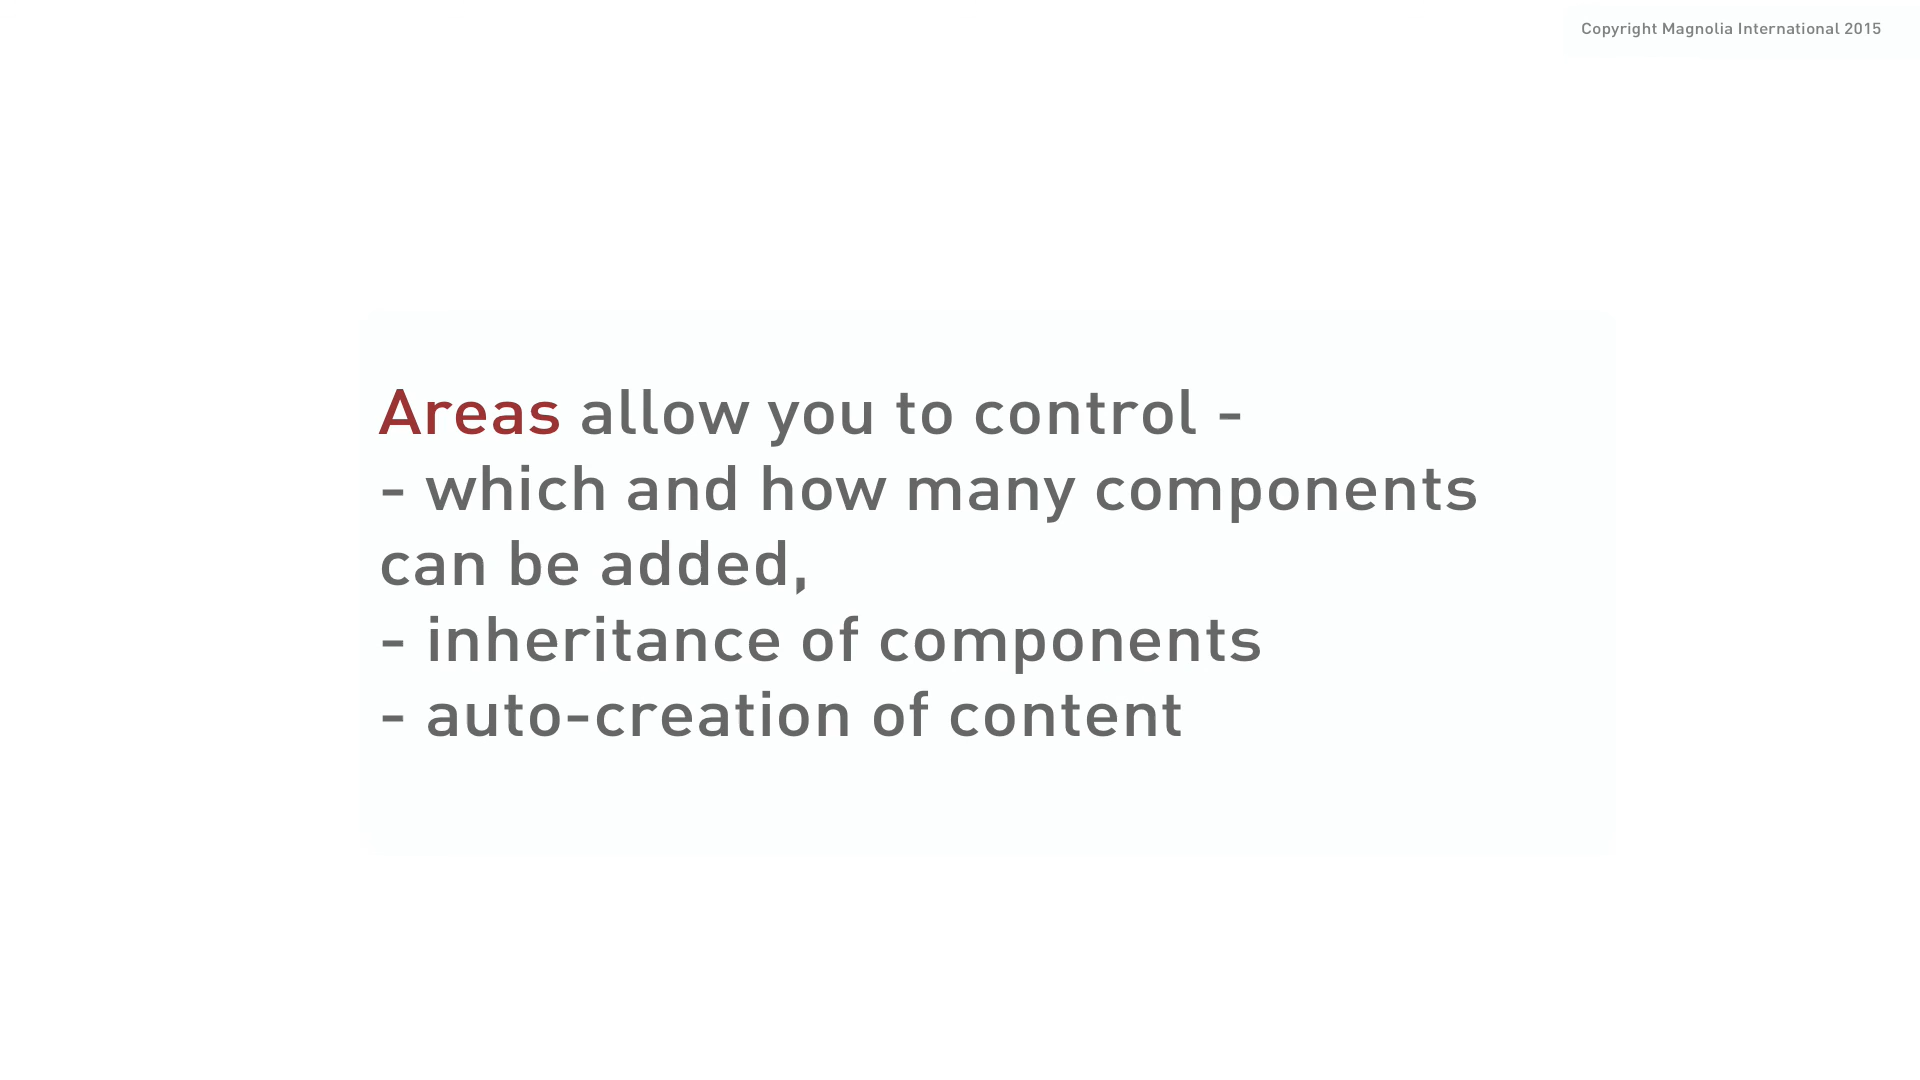 Copyright Magnolia International 2015
Areas allow you to control -
- which and how many components
can be added,
- inheritance of components
- auto-creation of content